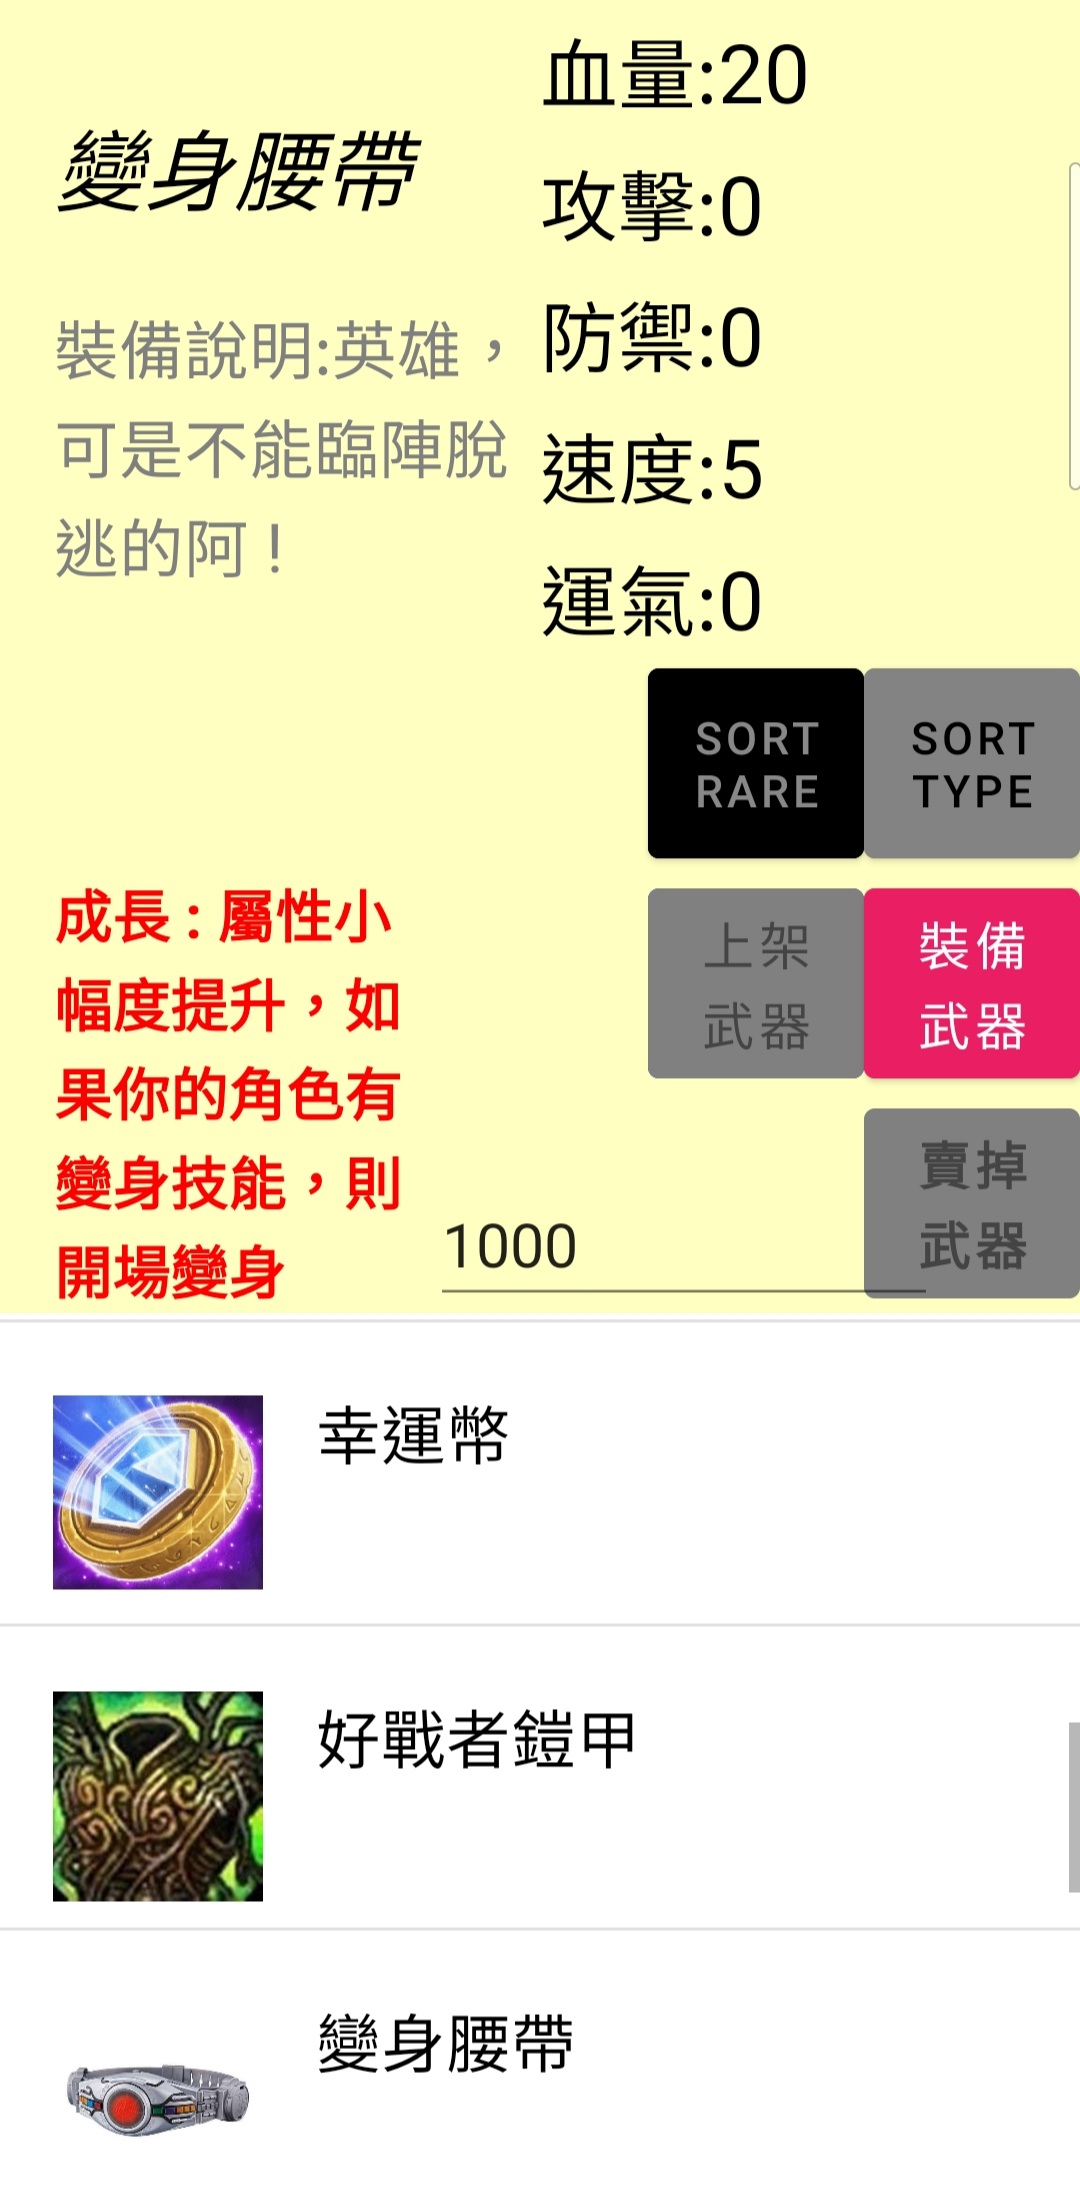 變身腰帶
裝備說明:英雄，
可是不能臨陣脫
逃的阿！
血量:20
攻擊:0
防禦:0
速度:5
運氣:0
SORT
RARE
SORT
TYPE
上架
武器
裝備
武器
賣掉
武器
成長：屬性小
幅度提升，如
果你的角色有
變身技能，則
開場變身
1000
幸運幣
好戰者鎧甲
變身腰帶